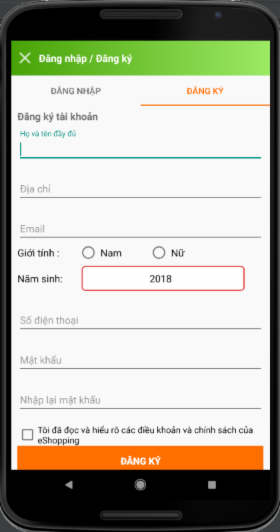 Đăng nhập / Đăng ký
ĐĂNG NHẬP
ĐĂNG KÝ
Đăng ký tài khoản
Họ và tên đầy đủ
Địa chỉ
Email
Giới tính :
Nam
Nữ
Năm sinh:
2018
Số điện thoại
Mật khẩu
Nhập lại mật khẩu
Tôi đã đọc và hiểu rõ các điều khoản và chính sách của
eShopping
ĐĂNG KÝ